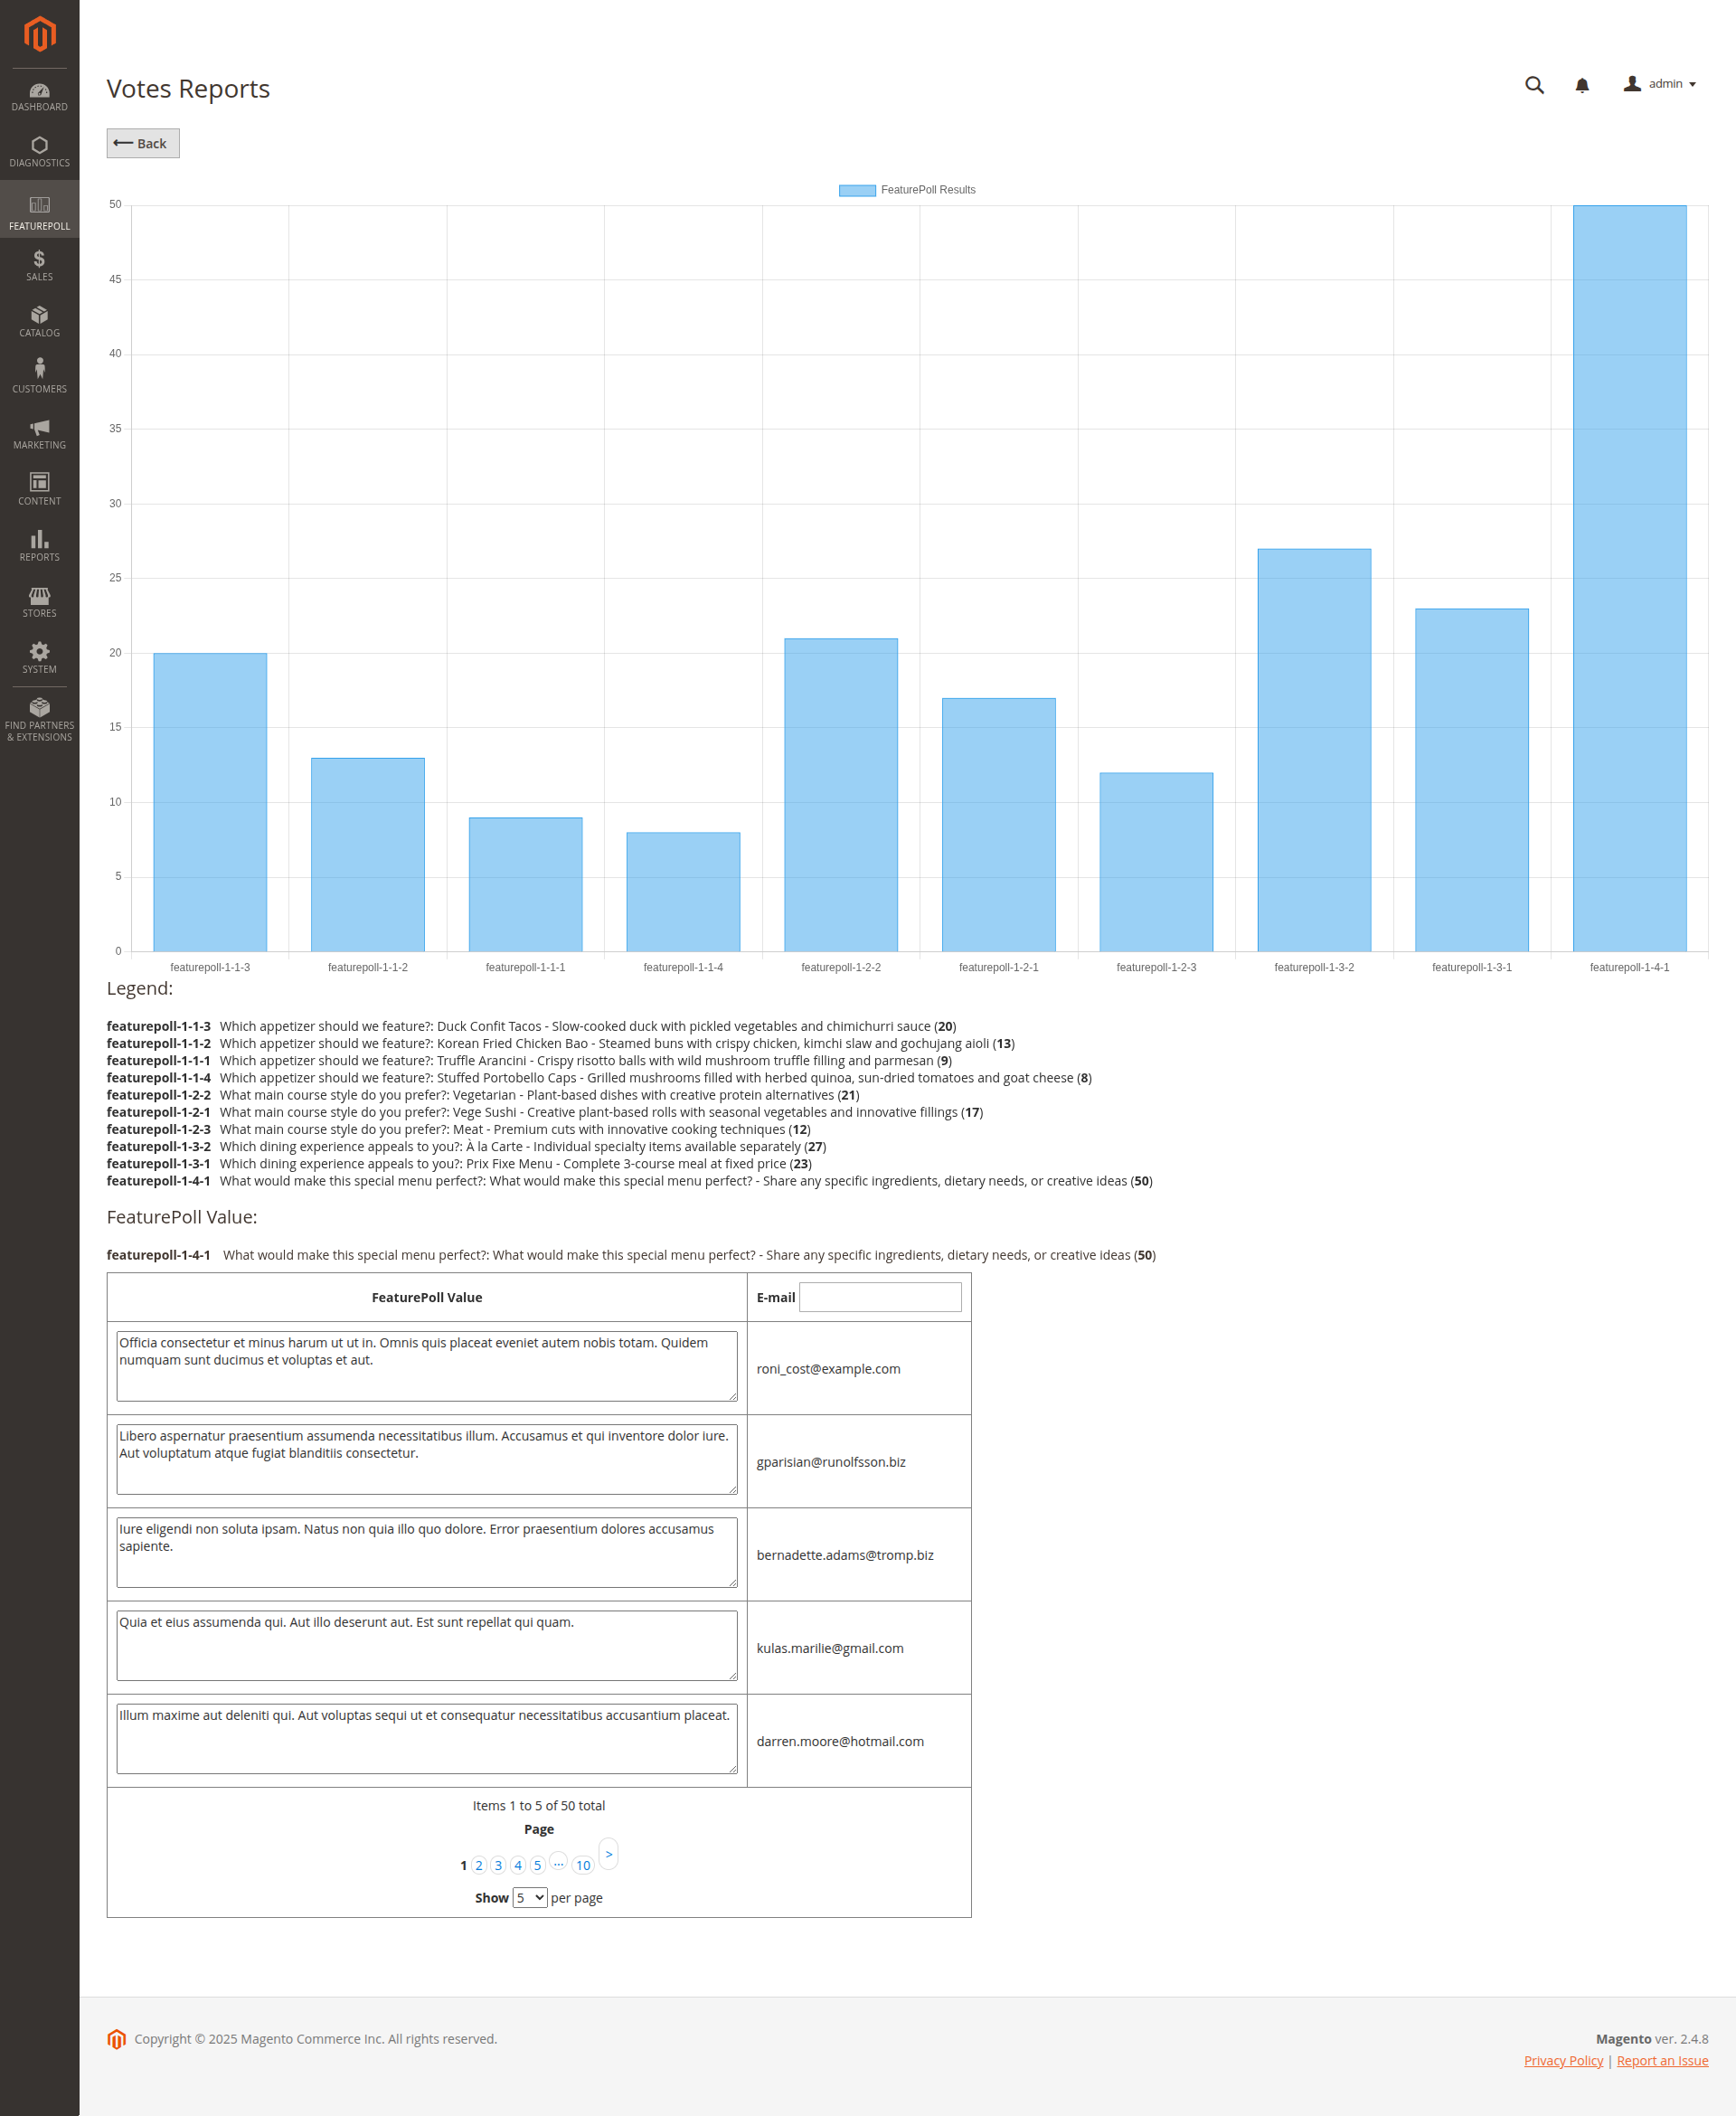 DASHBOARD
DIAGNOSTICS
FEATUREPOLL
SALES
CATALOG
CUSTOMERS
MARKETING
CONTENT
REPORTS
STORES
SYSTEM
FIND PARTNERS
& EXTENSIONS
Votes Reports
admin
Back
FeaturePoll Results
50
45
40
35
30
25
20
15
10
5
0
featurepoll-1-1-3 featurepoll-1-1-2 featurepoll-1-1-1 featurepoll-1-1-4 featurepoll-1-2-2 featurepoll-1-2-1 featurepoll-1-2-3 featurepoll-1-3-2 featurepoll-1-3-1 featurepoll-1-4-1
Legend:
featurepoll-1-1-3 Which appetizer should we feature?: Duck Confit Tacos - Slow-cooked duck with pickled vegetables and chimichurri sauce (20)
featurepoll-1-1-2 Which appetizer should we feature?: Korean Fried Chicken Bao - Steamed buns with crispy chicken, kimchi slaw and gochujang aioli (13)
featurepoll-1-1-1 Which appetizer should we feature?: Truffle Arancini - Crispy risotto balls with wild mushroom truffle filling and parmesan (9)
featurepoll-1-1-4 Which appetizer should we feature?: Stuffed Portobello Caps - Grilled mushrooms filled with herbed quinoa, sun-dried tomatoes and goat cheese (8)
featurepoll-1-2-2 What main course style do you prefer?: Vegetarian - Plant-based dishes with creative protein alternatives (21)
featurepoll-1-2-1 What main course style do you prefer?: Vege Sushi - Creative plant-based rolls with seasonal vegetables and innovative fillings (17)
featurepoll-1-2-3 What main course style do you prefer?: Meat - Premium cuts with innovative cooking techniques (12)
featurepoll-1-3-2 Which dining experience appeals to you?: À la Carte - Individual specialty items available separately (27)
featurepoll-1-3-1 Which dining experience appeals to you?: Prix Fixe Menu - Complete 3-course meal at fixed price (23)
featurepoll-1-4-1 What would make this special menu perfect?: What would make this special menu perfect? - Share any specific ingredients, dietary needs, or creative ideas (50)
FeaturePoll Value:
featurepoll-1-4-1 What would make this special menu perfect?: What would make this special menu perfect? - Share any specific ingredients, dietary needs, or creative ideas (50)
FeaturePoll Value E-mail
Officia consectetur et minus harum ut ut in. Omnis quis placeat eveniet autem nobis totam. Quidem
numquam sunt ducimus et voluptas et aut.
roni_cost@example.com
Libero aspernatur praesentium assumenda necessitatibus illum. Accusamus et qui inventore dolor iure.
Aut voluptatum atque fugiat blanditiis consectetur.
gparisian@runolfsson.biz
Iure eligendi non soluta ipsam. Natus non quia illo quo dolore. Error praesentium dolores accusamus
sapiente.
bernadette.adams@tromp.biz
Quia et eius assumenda qui. Aut illo deserunt aut. Est sunt repellat qui quam.
kulas.marilie@gmail.com
Illum maxime aut deleniti qui. Aut voluptas sequi ut et consequatur necessitatibus accusantium placeat.
darren.moore@hotmail.com
Items 1 to 5 of 50 total
Page
1 2 3 4 5 ... 10 >
Show 5 per page
Copyright © 2025 Magento Commerce Inc. All rights reserved.
Magento ver. 2.4.8
Privacy Policy | Report an Issue